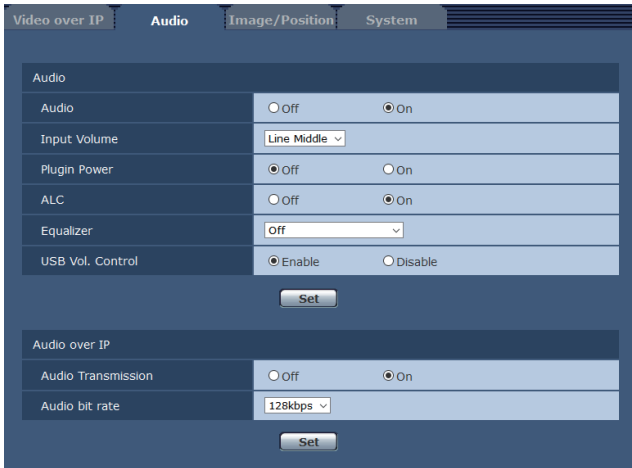 Video over IP Audio Image/Position System
Audio
Audio Off On
Input Volume Line Middle
Plugin Power Off On
ALC Off On
Equalizer Off
USB Vol. Control Enable Disable
Set
Audio over IP
Audio Transmission Off On
Audio bit rate 128kbps
Set